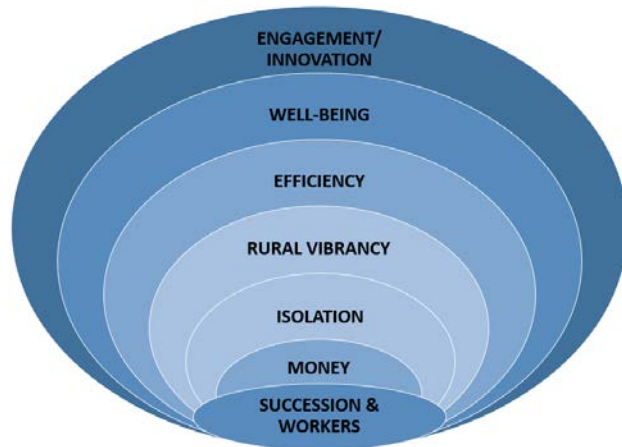 ENGAGEMENT/
INNOVATION
WELL-BEING
EFFICIENCY
RURAL VIBRANCY
ISOLATION
MONEY
SUCCESSION &
WORKERS